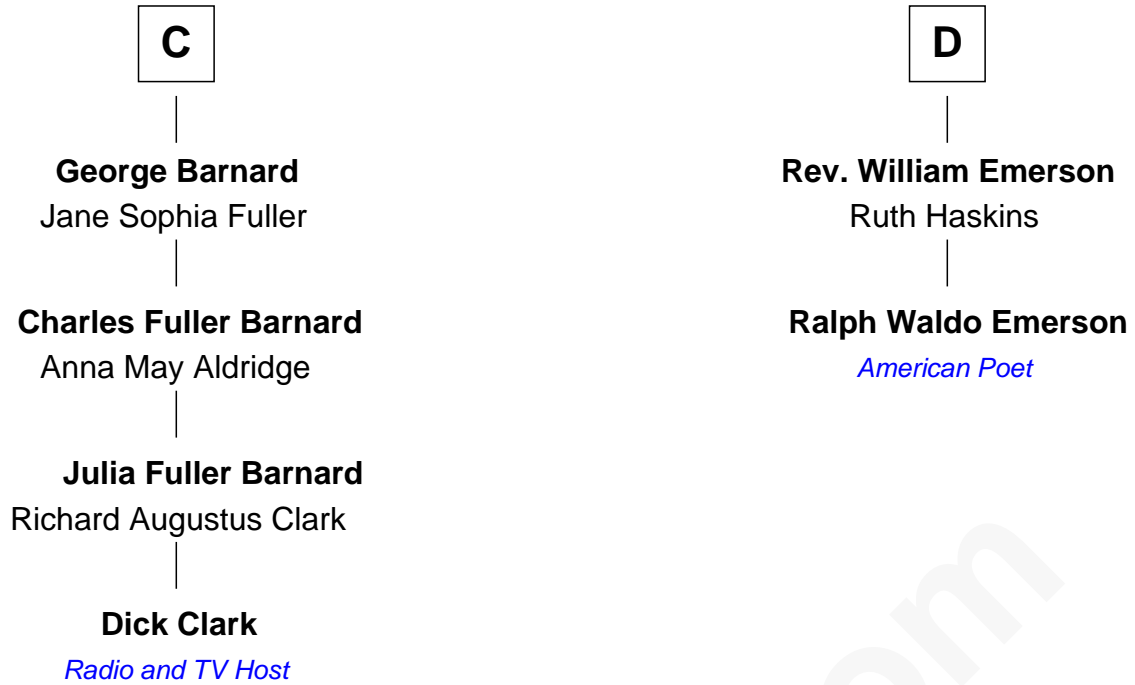 C
George Barnard
Jane Sophia Fuller
Charles Fuller Barnard
Anna May Aldridge
Julia Fuller Barnard
Richard Augustus Clark
Dick Clark
Radio and TV Host
D
Rev. William Emerson
Ruth Haskins
Ralph Waldo Emerson
American Poet
om